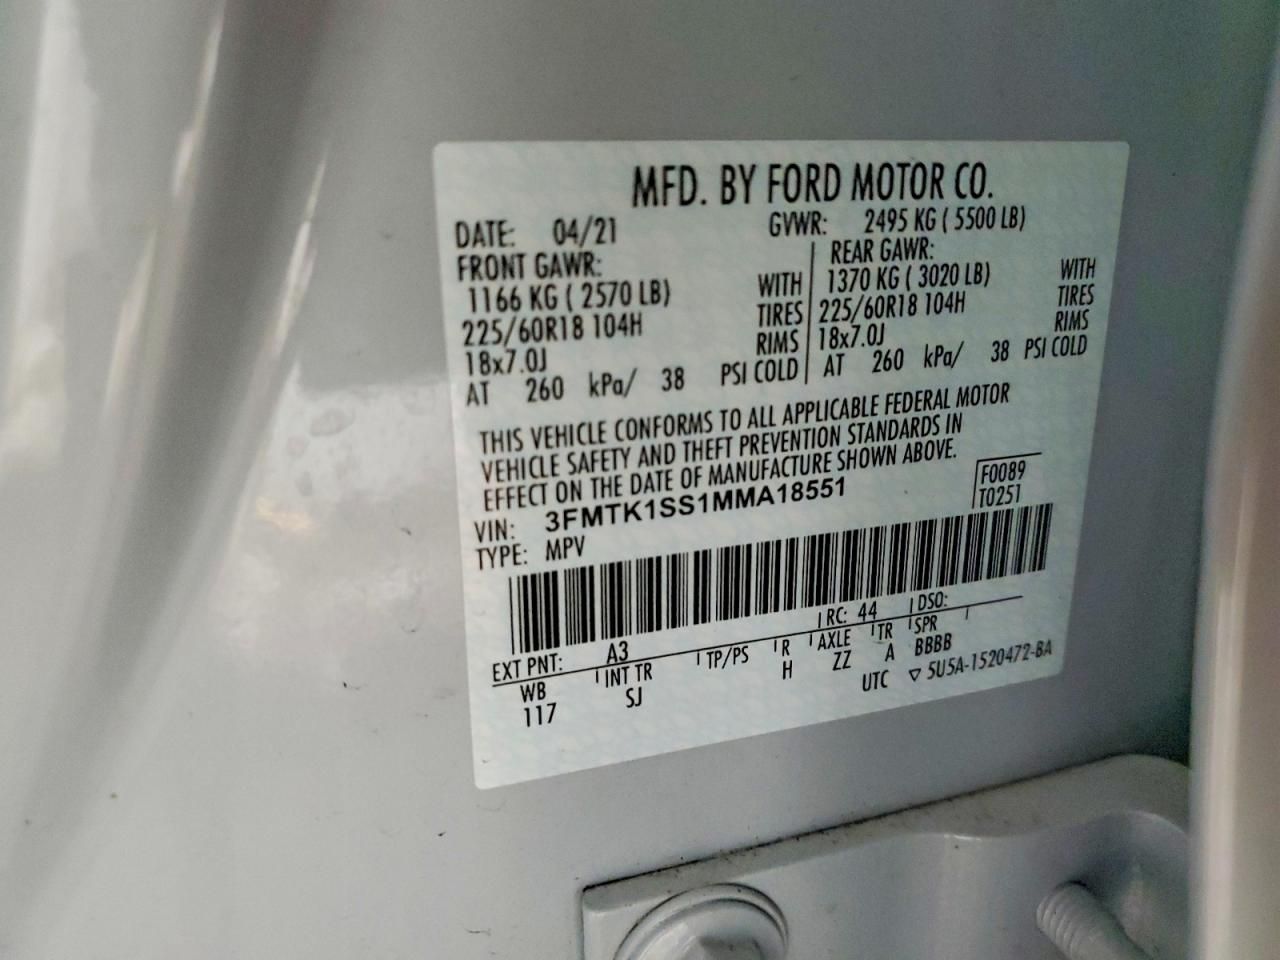 MFD. BY FORD MOTOR CO.
DATE: 04/21 GVWR: 2495 KG ( 5500 LB)
FRONT GAWR: REAR GAWR:
1166 KG ( 2570 LB) WITH 1370 KG ( 3020 LB) WITH
225/60R18 104H TIRES 225/60R18 104H TIRES
18x7.0J RIMS 18x7.0J RIMS
AT 260 kPa/ 38 PSI COLD AT 260 kPa/ 38 PSI COLD
THIS VEHICLE CONFORMS TO ALL APPLICABLE FEDERAL MOTOR
VEHICLE SAFETY AND THEFT PREVENTION STANDARDS IN
EFFECT ON THE DATE OF MANUFACTURE SHOWN ABOVE.
VIN: 3FMTK1SS1MMA18551 F0089
TYPE: MPV T0251
EXT PNT: A3 RC: 44 DSO:
WB INT TR TP/PS R AXLE TR SPR
117 SJ H ZZ A BBBB
UTC ▽ 5U5A-1520472-BA